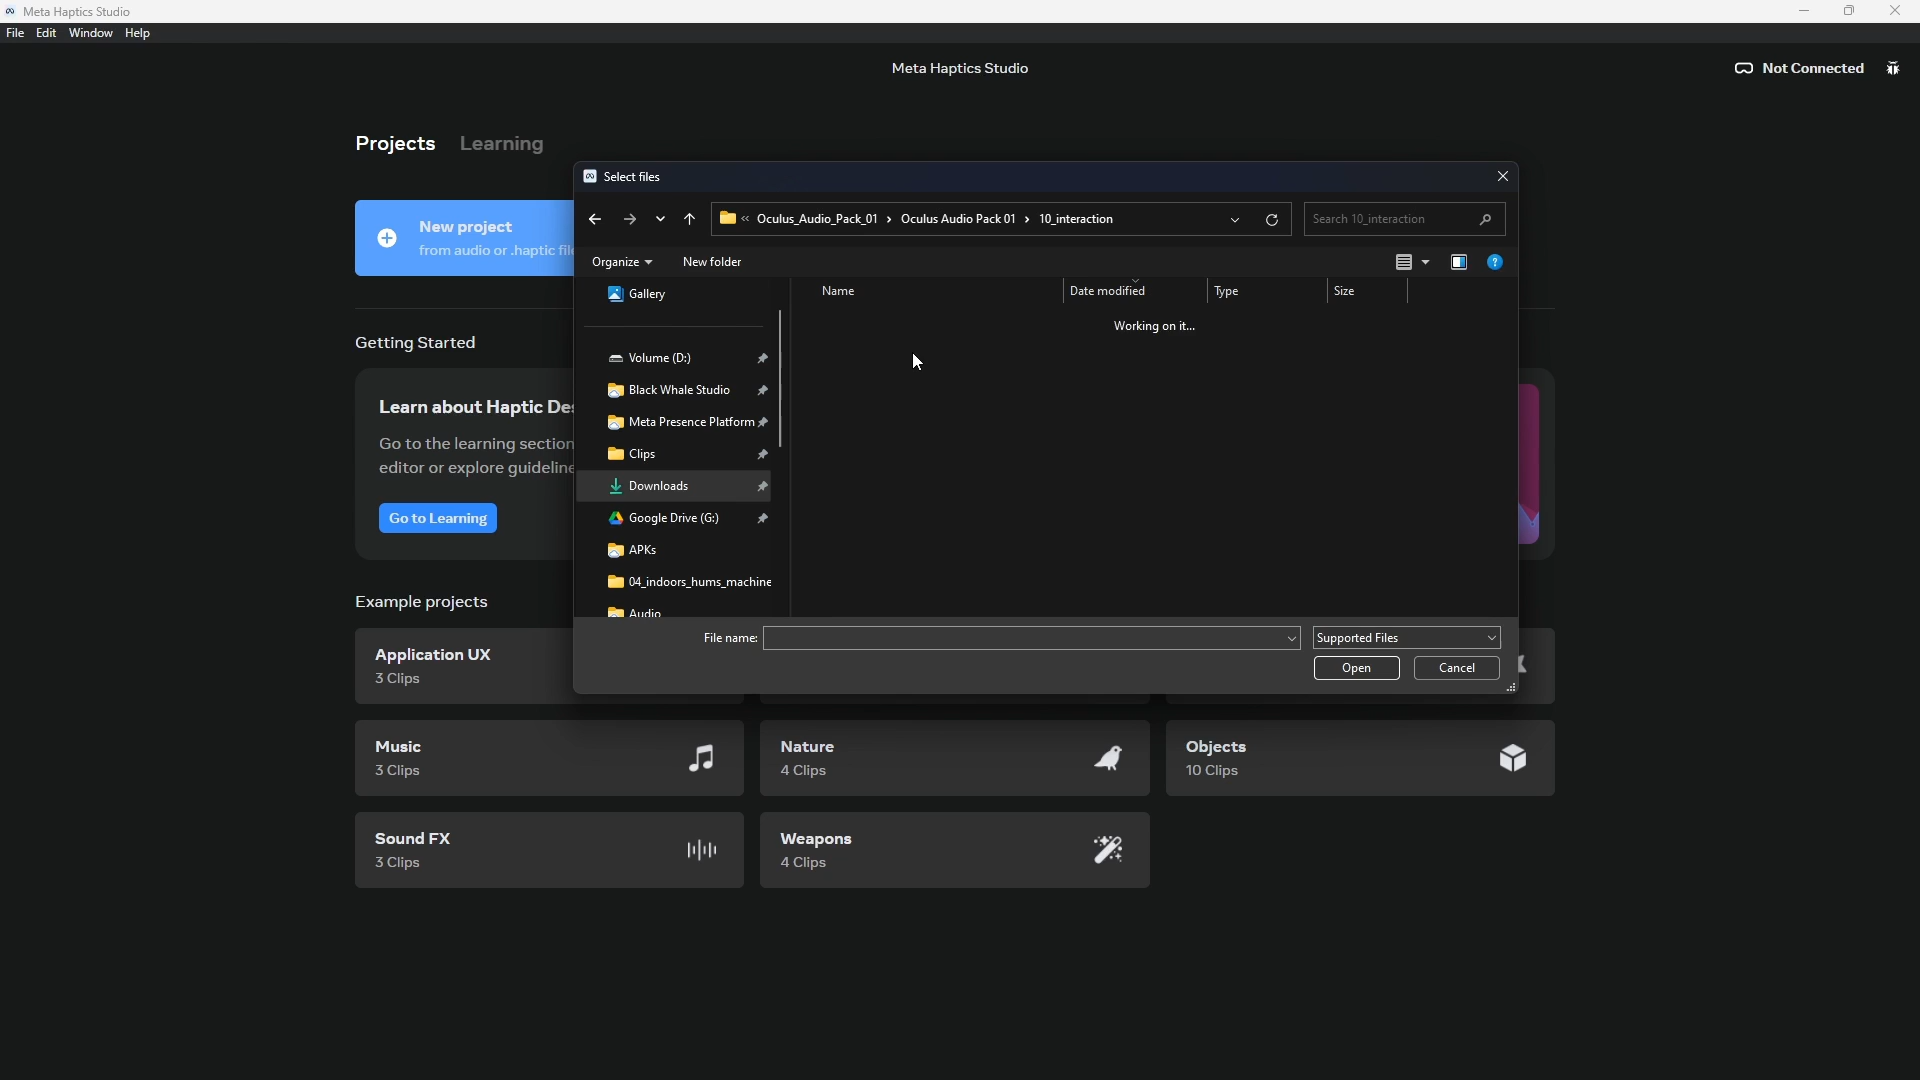 Meta Haptics Studio
File Edit Window Help
Meta Haptics Studio
Not Connected
Projects Learning
New project
from audio or .haptic file
Getting Started
Learn about Haptic Des
Go to the learning section
editor or explore guideline
Go to Learning
Example projects
Application UX
3 Clips
Music
3 Clips
Nature
4 Clips
Objects
10 Clips
Sound FX
3 Clips
Weapons
4 Clips
Select files
« Oculus_Audio_Pack_01 › Oculus Audio Pack 01 › 10_interaction
Search 10_interaction
Organize New folder
Name Date modified Type Size
Working on it...
Gallery
Volume (D:)
Black Whale Studio
Meta Presence Platform
Clips
Downloads
Google Drive (G:)
APKs
04_indoors_hums_machine
Audio
File name:
Supported Files
Open Cancel